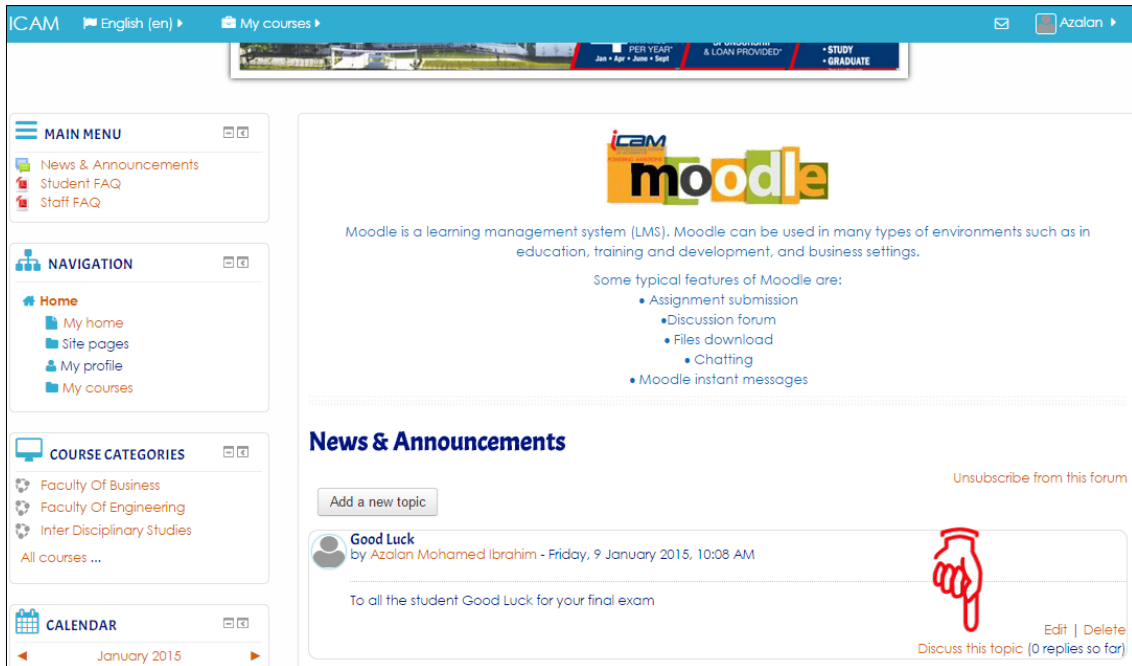 ICAM English (en) My courses Azalan
PER YEAR*
Jan • Apr • June • Sept
& LOAN PROVIDED*
• STUDY
• GRADUATE
MAIN MENU
News & Announcements
Student FAQ
Staff FAQ
NAVIGATION
Home
My home
Site pages
My profile
My courses
COURSE CATEGORIES
Faculty Of Business
Faculty Of Engineering
Inter Disciplinary Studies
All courses ...
CALENDAR
January 2015
icam
moodle
Moodle is a learning management system (LMS). Moodle can be used in many types of environments such as in
education, training and development, and business settings.
Some typical features of Moodle are:
• Assignment submission
•Discussion forum
• Files download
• Chatting
• Moodle instant messages
News & Announcements
Unsubscribe from this forum
Add a new topic
Good Luck
by Azalan Mohamed Ibrahim - Friday, 9 January 2015, 10:08 AM
To all the student Good Luck for your final exam
Edit | Delete
Discuss this topic (0 replies so far)